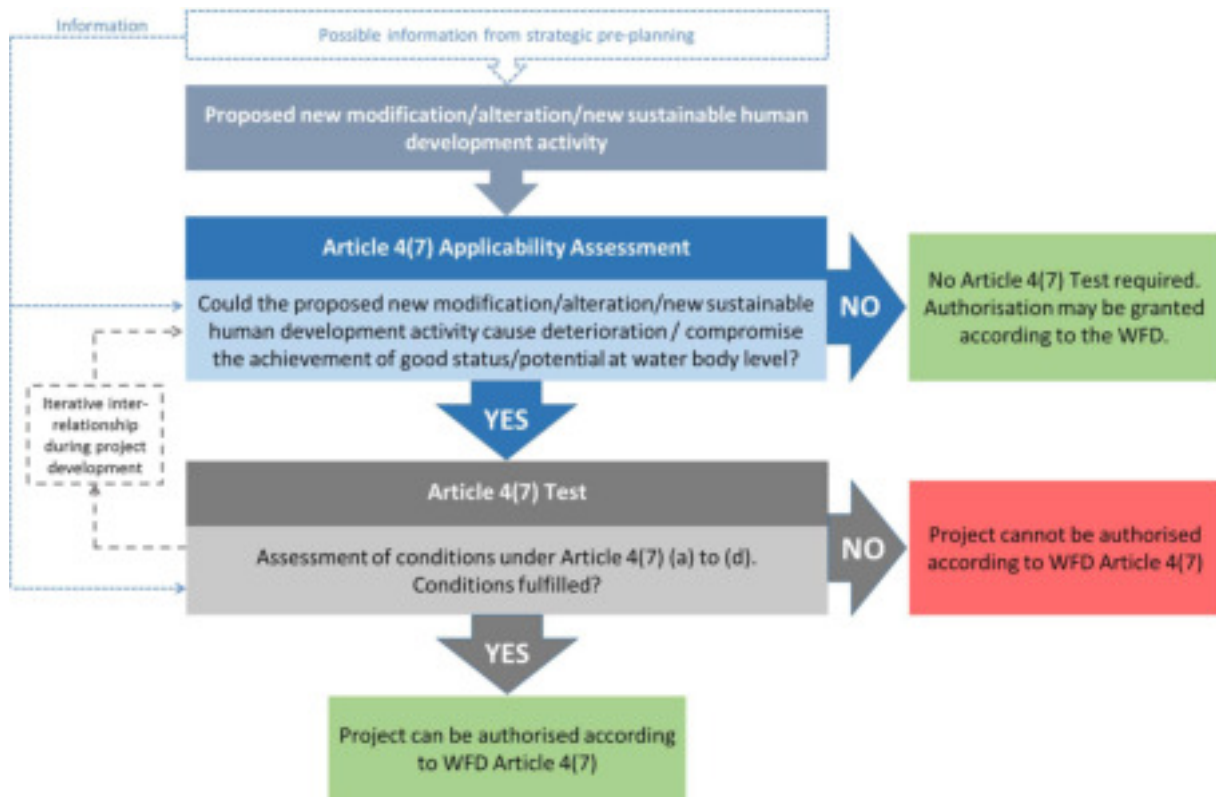 Information
Possible information from strategic pre-planning
Proposed new modification/alteration/new sustainable human
development activity
Article 4(7) Applicability Assessment
Could the proposed new modification/alteration/new sustainable
human development activity cause deterioration / compromise
the achievement of good status/potential at water body level?
NO
No Article 4(7) Test required.
Authorisation may be granted
according to the WFD.
YES
Iterative inter-
relationship
during project
development
Article 4(7) Test
Assessment of conditions under Article 4(7) (a) to (d).
Conditions fulfilled?
NO
Project cannot be authorised
according to WFD Article 4(7)
YES
Project can be authorised according
to WFD Article 4(7)